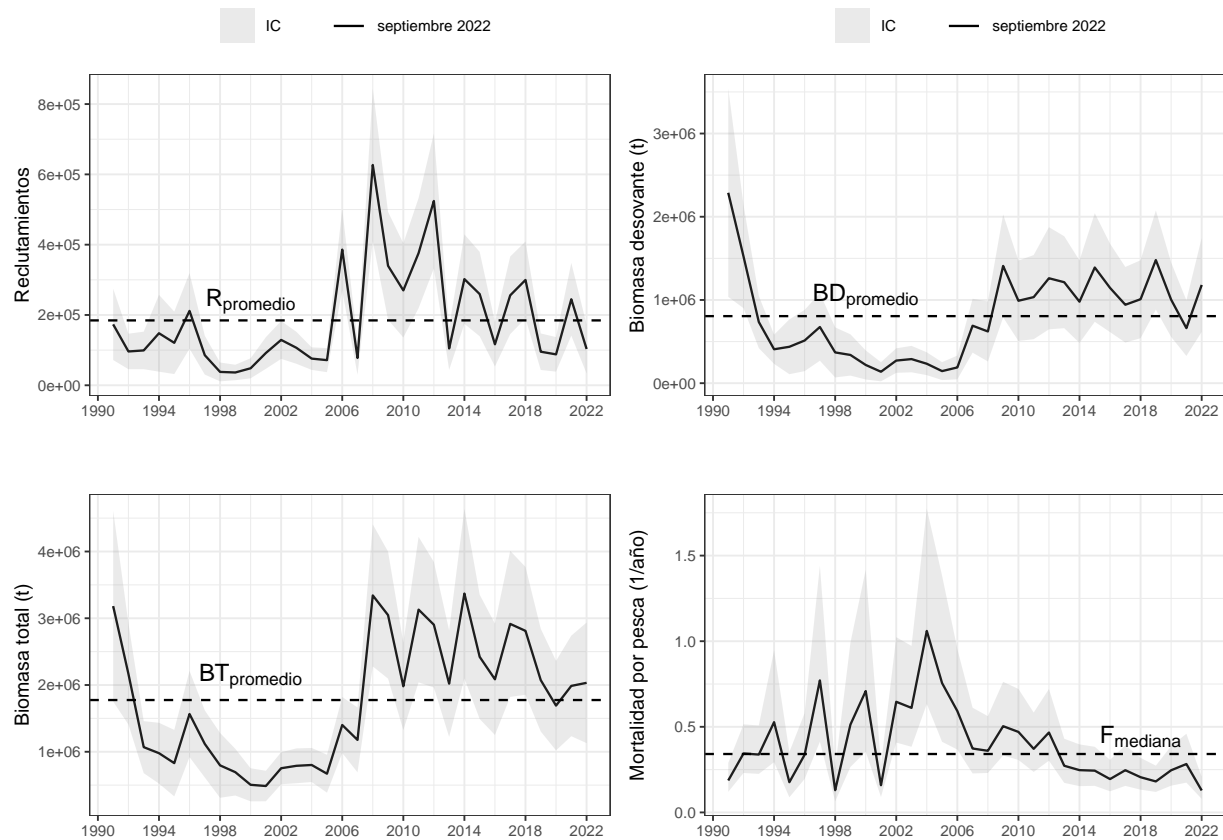 IC septiembre 2022
IC septiembre 2022
Reclutamientos
8e+05
6e+05
4e+05
2e+05
0e+00
Rpromedio
1990 1994 1998 2002 2006 2010 2014 2018 2022
Biomasa desovante (t)
3e+06
2e+06
1e+06
0e+00
BDpromedio
1990 1994 1998 2002 2006 2010 2014 2018 2022
Biomasa total (t)
4e+06
3e+06
2e+06
1e+06
BTpromedio
1990 1994 1998 2002 2006 2010 2014 2018 2022
Mortalidad por pesca (1/año)
1.5
1.0
0.5
0.0
Fmediana
1990 1994 1998 2002 2006 2010 2014 2018 2022